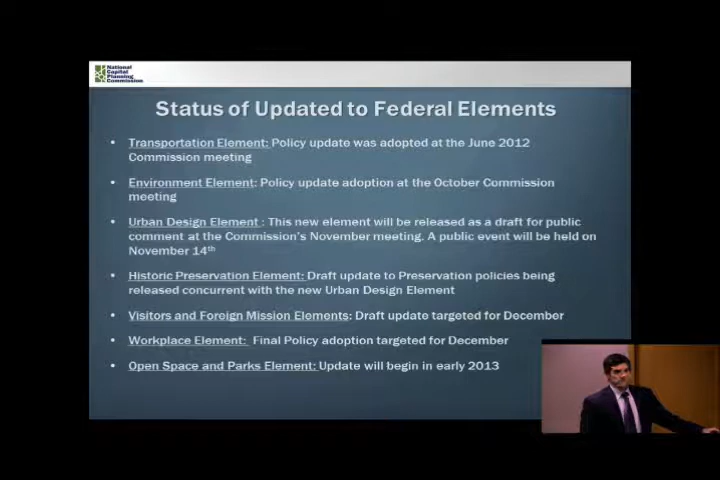 National
Capital
Planning
Commission
Status of Updated to Federal Elements
• Transportation Element: Policy update was adopted at the June 2012
Commission meeting
• Environment Element: Policy update adoption at the October Commission
meeting
• Urban Design Element : This new element will be released as a draft for public
comment at the Commission's November meeting. A public event will be held on
November 14th
• Historic Preservation Element: Draft update to Preservation policies being
released concurrent with the new Urban Design Element
• Visitors and Foreign Mission Elements: Draft update targeted for December
• Workplace Element: Final Policy adoption targeted for December
• Open Space and Parks Element: Update will begin in early 2013